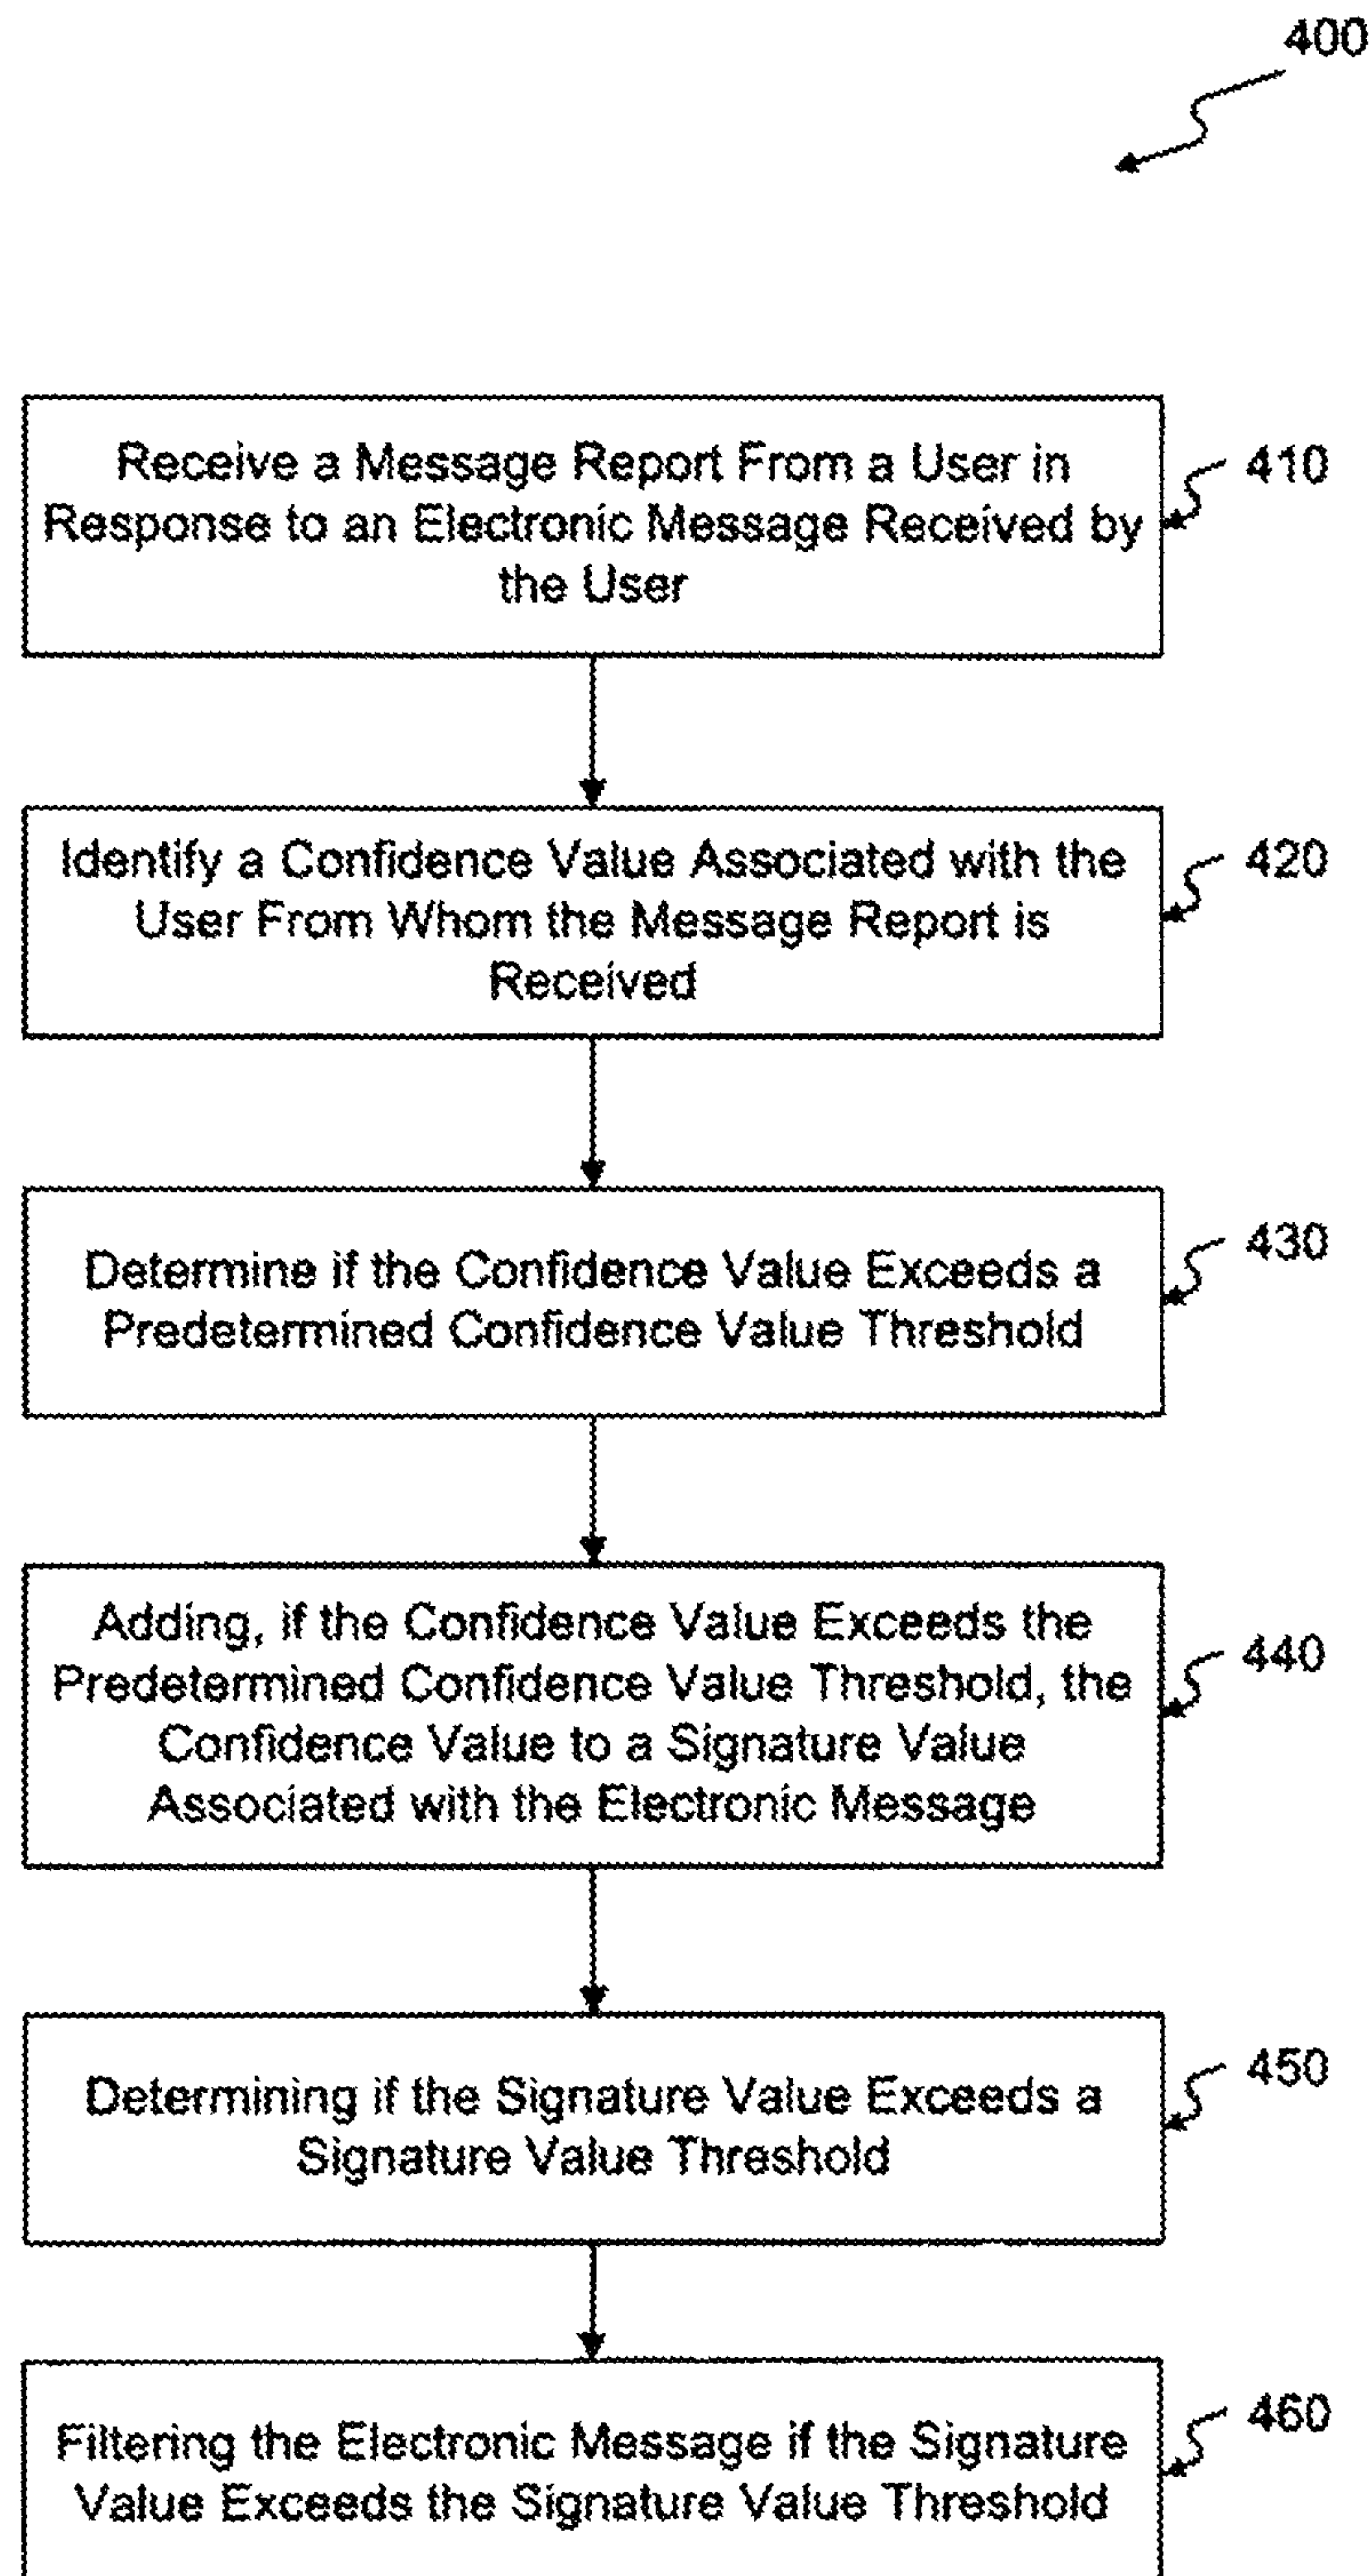 400
Receive a Message Report From a User in
Response to an Electronic Message Received by
the User
410
Identify a Confidence Value Associated with the
User From Whom the Message Report is
Received
420
Determine if the Confidence Value Exceeds a
Predetermined Confidence Value Threshold
430
Adding, if the Confidence Value Exceeds the
Predetermined Confidence Value Threshold, the
Confidence Value to a Signature Value
Associated with the Electronic Message
440
Determining if the Signature Value Exceeds a
Signature Value Threshold
450
Filtering the Electronic Message if the Signature
Value Exceeds the Signature Value Threshold
460